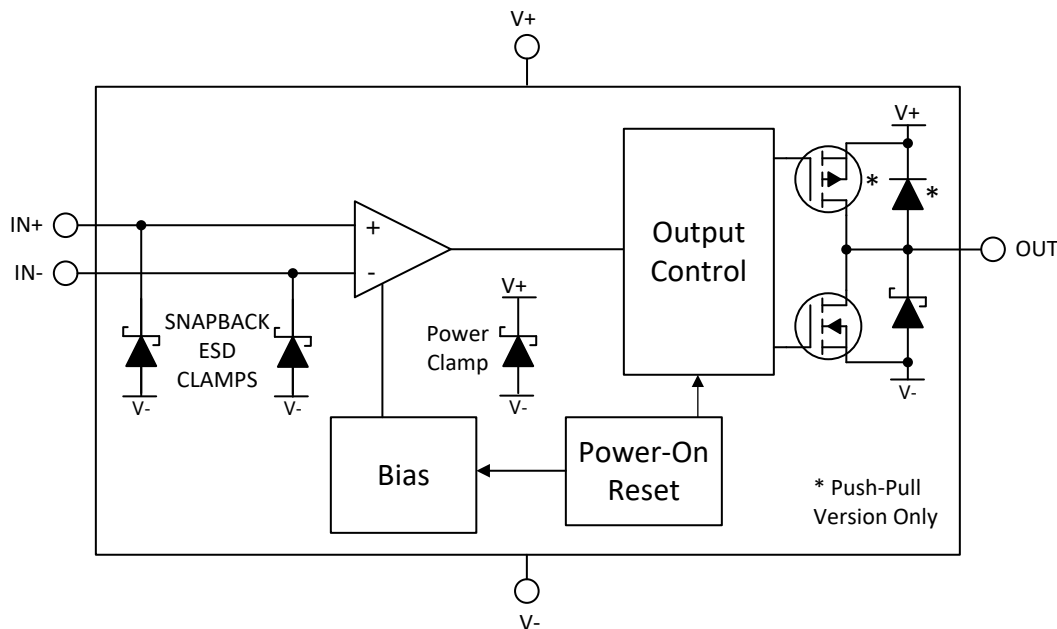 V+
V+
*
*
IN+
+
Output
Control
OUT
IN-
-
V+
SNAPBACK
ESD
CLAMPS
Power
Clamp
V-
V-
V-
V-
Bias
Power-On
Reset
* Push-Pull
Version Only
V-